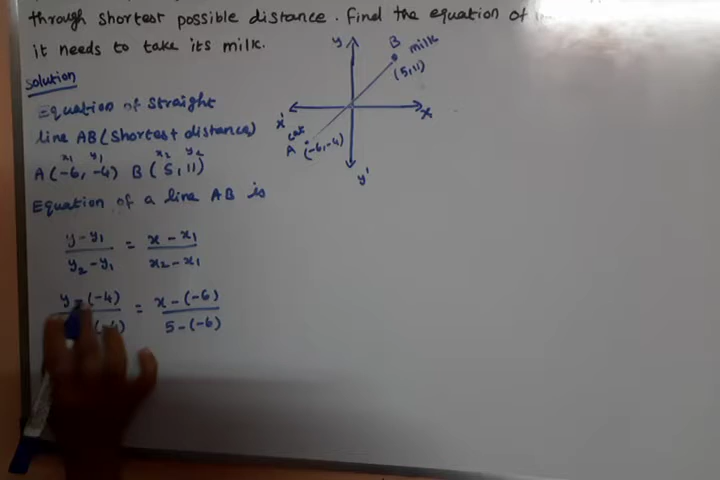 through shortest possible distance. Find the equation of
it needs to take its milk.
Solution
Equation of straight
line AB (shortest distance)
x₁ y₁ x₂ y₂
A(-6, -4) B(5, 11)
Equation of a line AB is
y-y₁/y₂-y₁ = x-x₁/x₂-x₁
y-(-4)/(-4) = x-(-6)/5-(-6)
y
B milk
(5,11)
x' x
cat
A (-6,-4)
y'